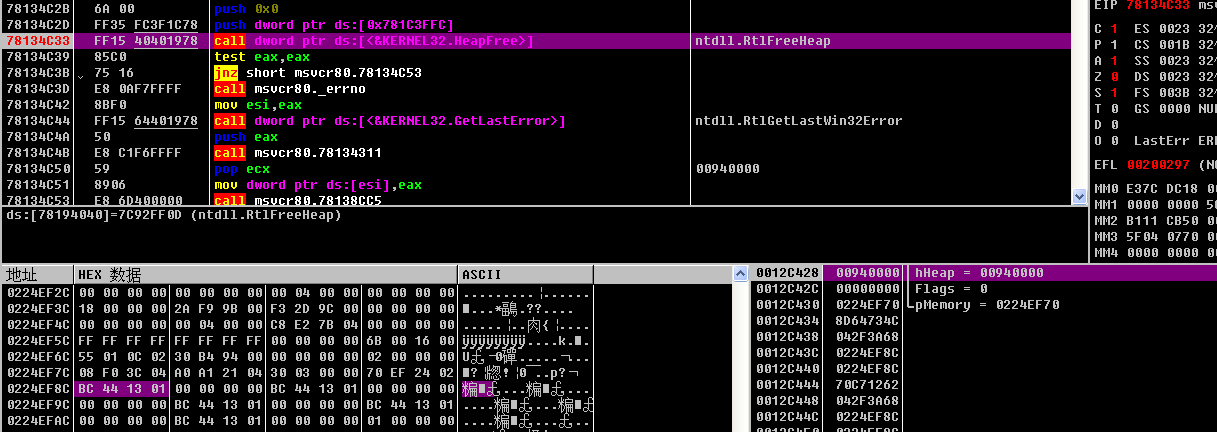 78134C2B 6A 00 push 0x0
78134C2D FF35 FC3F1C78 push dword ptr ds:[0x781C3FFC]
78134C33 FF15 40401978 call dword ptr ds:[<&KERNEL32.HeapFree>] ntdll.RtlFreeHeap
78134C39 85C0 test eax,eax
78134C3B 75 16 jnz short msvcr80.78134C53
78134C3D E8 0AF7FFFF call msvcr80._errno
78134C42 8BF0 mov esi,eax
78134C44 FF15 64401978 call dword ptr ds:[<&KERNEL32.GetLastError>] ntdll.RtlGetLastWin32Error
78134C4A 50 push eax
78134C4B E8 C1F6FFFF call msvcr80.78134311
78134C50 59 pop ecx 00940000
78134C51 8906 mov dword ptr ds:[esi],eax
78134C53 E8 6D400000 call msvcr80.78138CC5
ds:[78194040]=7C92FF0D (ntdll.RtlFreeHeap)
EIP 78134C33 msv
C 1 ES 0023 32
P 1 CS 001B 32
A 1 SS 0023 32
Z 0 DS 0023 32
S 1 FS 003B 32
T 0 GS 0000 NU
D 0
O 0 LastErr ER
EFL 00200297 (NO
MM0 E37C DC18 0
MM1 0000 0000 50
MM2 B111 CB50 0
MM3 5F04 0770 0
MM4 0000 0000 0
地址 HEX 数据 ASCII
0224EF2C 00 00 00 00 00 00 00 00 00 04 00 00 00 00 00 00
0224EF3C 18 00 00 00 2A F9 9B 00 F3 2D 9C 00 00 00 00 00
0224EF4C 00 00 00 00 00 04 00 00 C8 E2 7B 04 00 00 00 00
0224EF5C FF FF FF FF FF FF FF FF 00 00 00 00 6B 00 16 00
0224EF6C 55 01 0C 02 30 B4 94 00 00 00 00 00 02 00 00 00
0224EF7C 08 F0 3C 04 A0 A1 21 04 30 03 00 00 70 EF 24 02
0224EF8C BC 44 13 01 00 00 00 00 BC 44 13 01 00 00 00 00
0224EF9C 00 00 00 00 BC 44 13 01 00 00 00 00 BC 44 13 01
0224EFAC BC 44 13 01 00 00 00 00 00 00 00 00 01 00 00 00
0012C428 00940000 hHeap = 00940000
0012C42C 00000000 Flags = 0
0012C430 0224EF70 pMemory = 0224EF70
0012C434 8D64734C
0012C438 042F3A68
0012C43C 0224EF8C
0012C440 0224EF8C
0012C444 70C71262
0012C448 042F3A68
0012C44C 0224EF8C